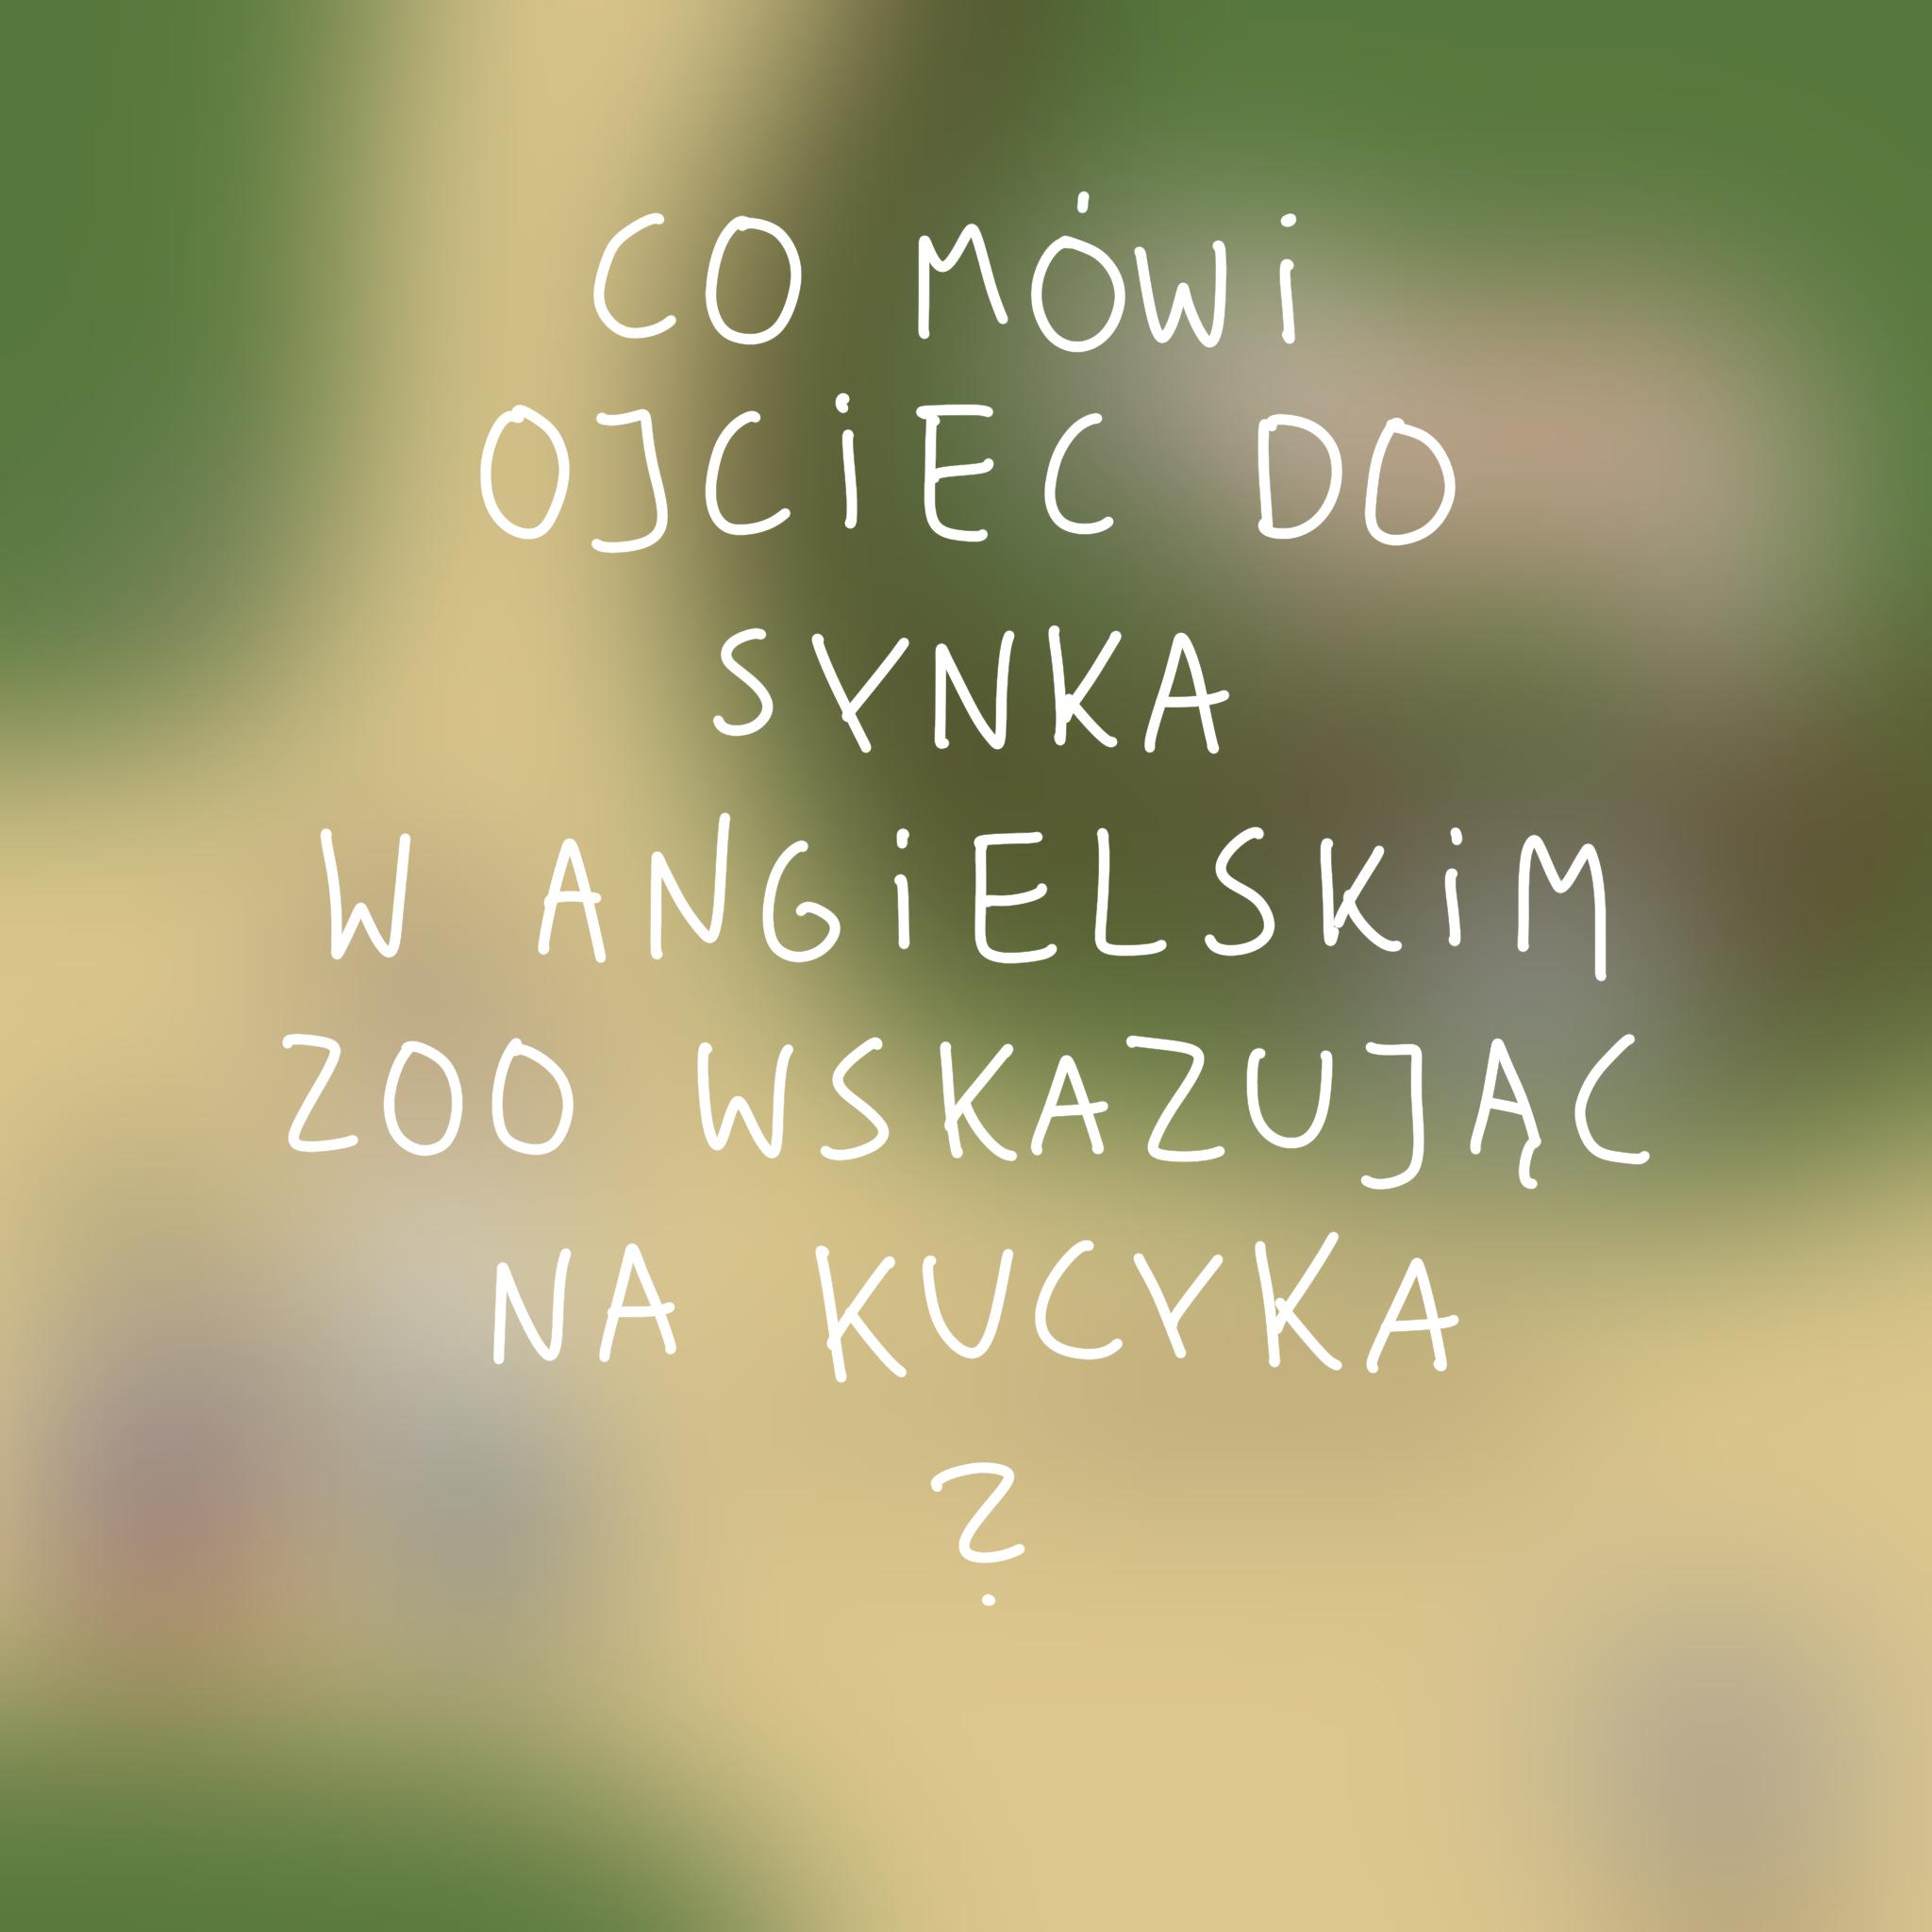 CO MÓWi
OJCiEC DO
SYNKA
W ANGiELSKiM
ZOO WSKAZUJĄC
NA KUCYKA
?